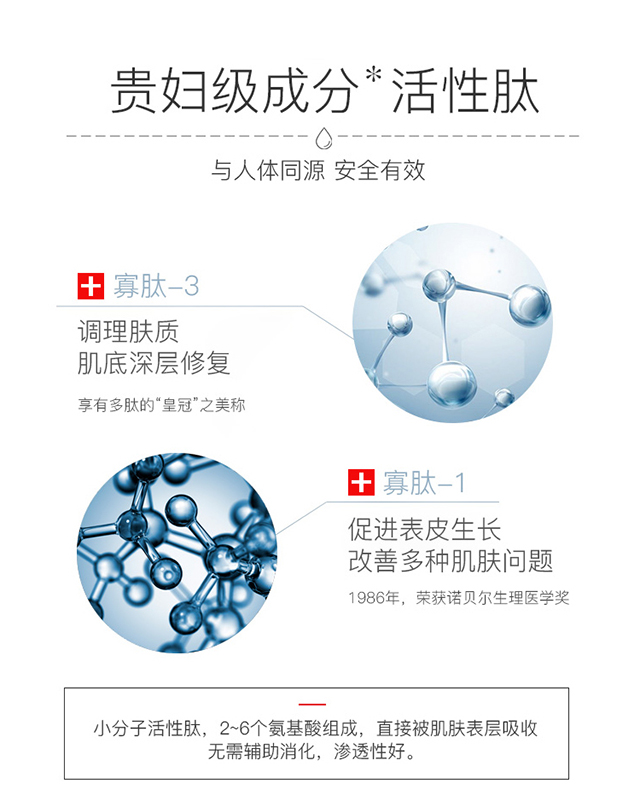 贵妇级成分*活性肽
与人体同源 安全有效
寡肽-3
调理肤质
肌底深层修复
享有多肽的“皇冠”之美称
寡肽-1
促进表皮生长
改善多种肌肤问题
1986年，荣获诺贝尔生理医学奖
小分子活性肽，2~6个氨基酸组成，直接被肌肤表层吸收
无需辅助消化，渗透性好。